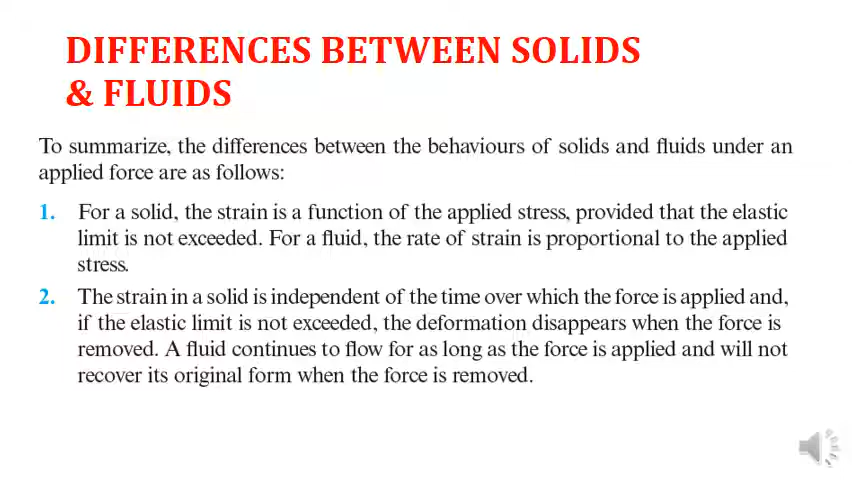 DIFFERENCES BETWEEN SOLIDS
& FLUIDS
To summarize, the differences between the behaviours of solids and fluids under an
applied force are as follows:
1. For a solid, the strain is a function of the applied stress, provided that the elastic
limit is not exceeded. For a fluid, the rate of strain is proportional to the applied
stress.
2. The strain in a solid is independent of the time over which the force is applied and,
if the elastic limit is not exceeded, the deformation disappears when the force is
removed. A fluid continues to flow for as long as the force is applied and will not
recover its original form when the force is removed.